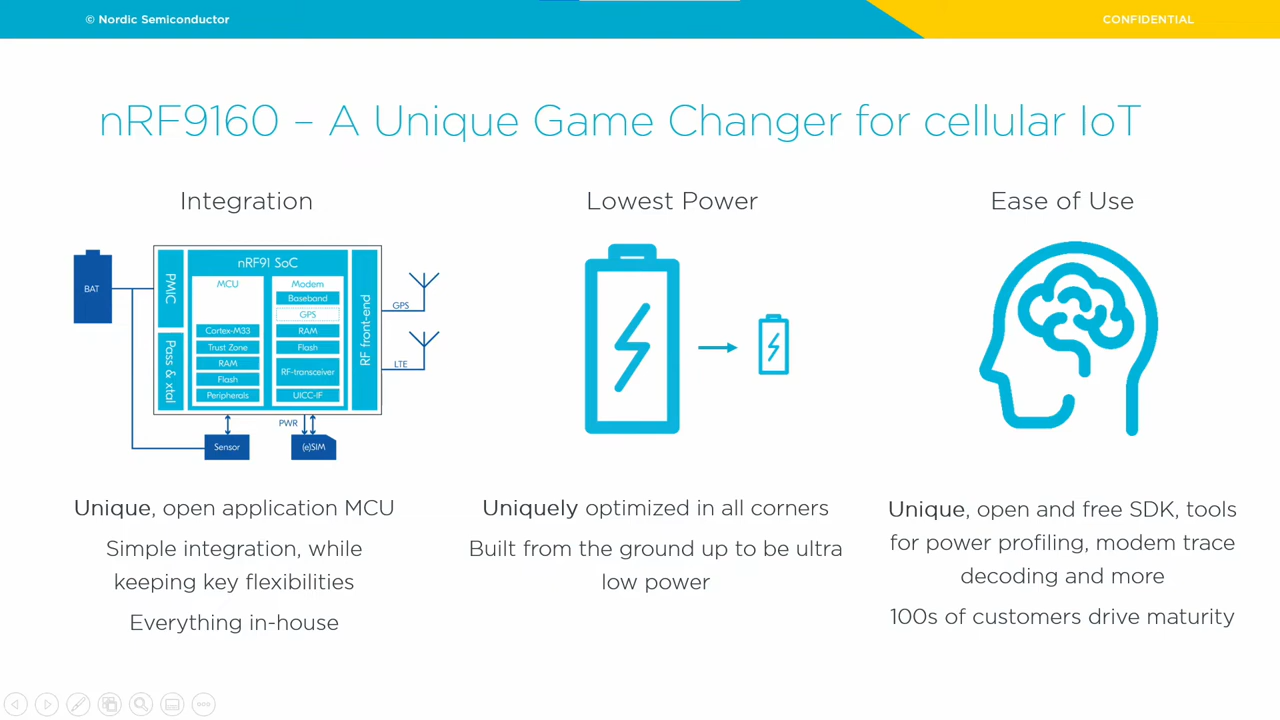 © Nordic Semiconductor
CONFIDENTIAL
nRF9160 – A Unique Game Changer for cellular IoT
Integration
BAT
PMIC
Pass & xtal
nRF91 SoC
MCU
Cortex-M33
Trust Zone
RAM
Flash
Peripherals
Modem
Baseband
GPS
RAM
Flash
RF-transceiver
UICC-IF
RF front-end
GPS
LTE
PWR
Sensor
(e)SIM
Unique, open application MCU
Simple integration, while
keeping key flexibilities
Everything in-house
Lowest Power
Uniquely optimized in all corners
Built from the ground up to be ultra
low power
Ease of Use
Unique, open and free SDK, tools
for power profiling, modem trace
decoding and more
100s of customers drive maturity